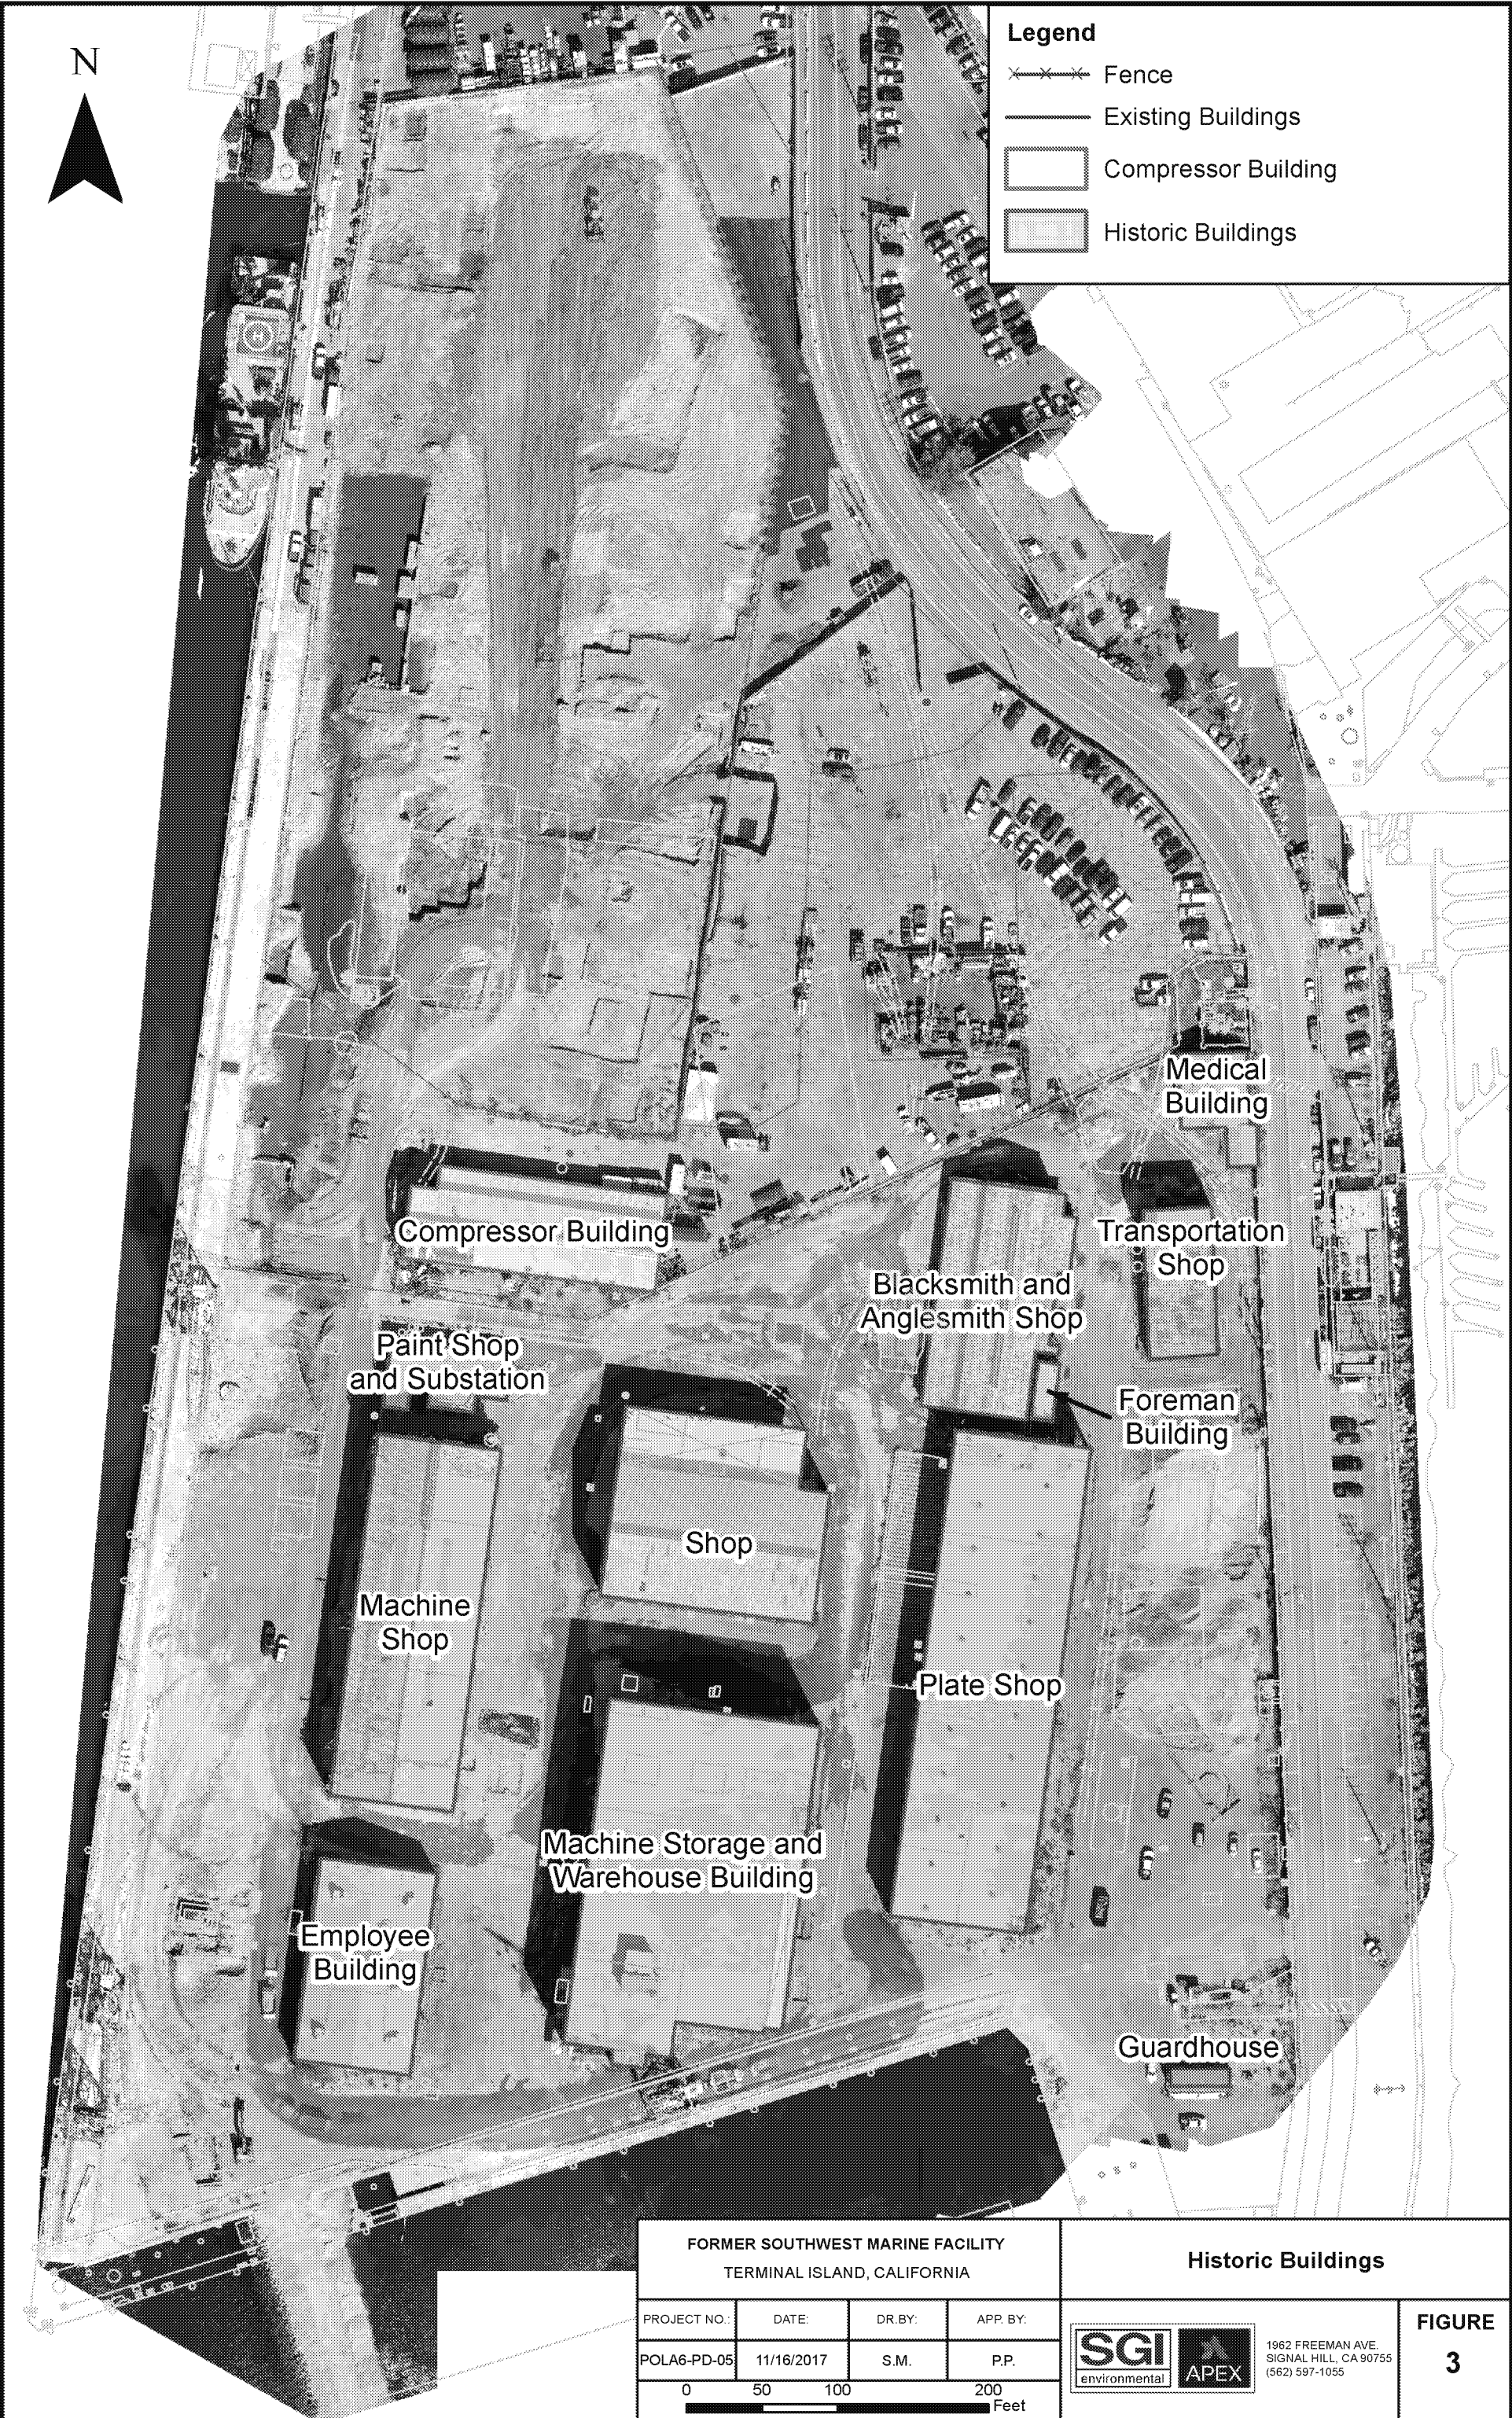 N
Legend
Fence
Existing Buildings
Compressor Building
Historic Buildings
H
Medical
Building
Compressor Building
Transportation
Shop
Blacksmith and
Anglesmith Shop
Paint Shop
and Substation
Foreman
Building
Shop
Machine
Shop
Plate Shop
Machine Storage and
Warehouse Building
Employee
Building
Guardhouse
FORMER SOUTHWEST MARINE FACILITY
TERMINAL ISLAND, CALIFORNIA
Historic Buildings
PROJECT NO.: DATE: DR.BY: APP. BY:
POLA6-PD-05 11/16/2017 S.M. P.P.
0 50 100 200
Feet
SGI
environmental
APEX
1962 FREEMAN AVE.
SIGNAL HILL, CA 90755
(562) 597-1055
FIGURE
3